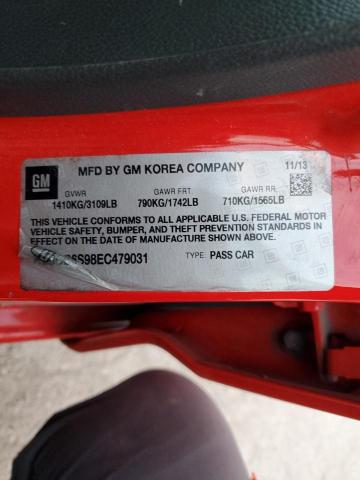 MFD BY GM KOREA COMPANY 11/13
GM
GVWR GAWR FRT. GAWR RR.
1410KG/3109LB 790KG/1742LB 710KG/1565LB
THIS VEHICLE CONFORMS TO ALL APPLICABLE U.S. FEDERAL MOTOR
VEHICLE SAFETY, BUMPER, AND THEFT PREVENTION STANDARDS IN
EFFECT ON THE DATE OF MANUFACTURE SHOWN ABOVE.
6S98EC479031 TYPE: PASS CAR